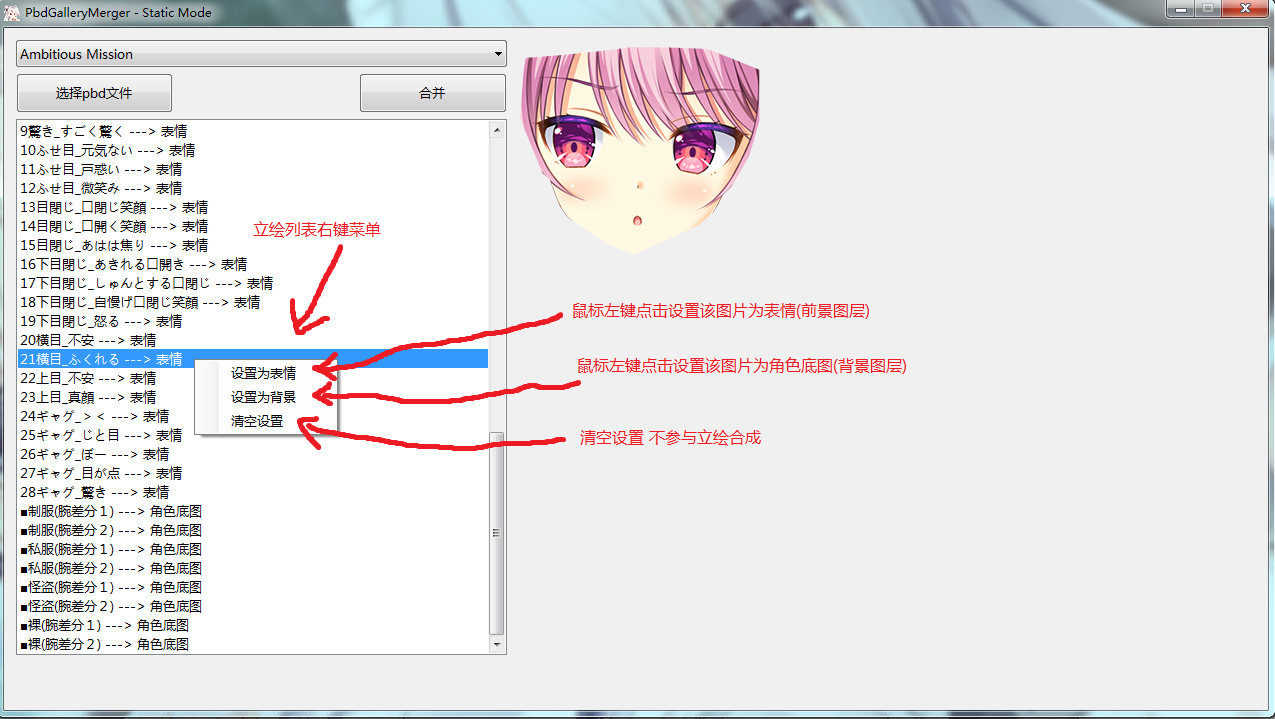 PbdGalleryMerger - Static Mode
Ambitious Mission
选择pbd文件
合并
9驚き_すごく驚く ---> 表情
10ふせ目_元気ない ---> 表情
11ふせ目_戸惑い ---> 表情
12ふせ目_微笑み ---> 表情
13目閉じ_口閉じ笑顔 ---> 表情
14目閉じ_口開く笑顔 ---> 表情
15目閉じ_あはは焦り ---> 表情
16下目閉じ_あきれる口開き ---> 表情
17下目閉じ_しゅんとする口閉じ ---> 表情
18下目閉じ_自慢げ口閉じ笑顔 ---> 表情
19下目閉じ_怒る ---> 表情
20横目_不安 ---> 表情
21横目_ふくれる ---> 表情
22上目_不安 ---> 表情
23上目_真顔 ---> 表情
24ギャグ_＞＜ ---> 表情
25ギャグ_じと目 ---> 表情
26ギャグ_ぼー ---> 表情
27ギャグ_目が点 ---> 表情
28ギャグ_驚き ---> 表情
■制服(腕差分１) ---> 角色底图
■制服(腕差分２) ---> 角色底图
■私服(腕差分１) ---> 角色底图
■私服(腕差分２) ---> 角色底图
■怪盗(腕差分１) ---> 角色底图
■怪盗(腕差分２) ---> 角色底图
■裸(腕差分１) ---> 角色底图
■裸(腕差分２) ---> 角色底图
立绘列表右键菜单
设置为表情
设置为背景
清空设置
鼠标左键点击设置该图片为表情(前景图层)
鼠标左键点击设置该图片为角色底图(背景图层)
清空设置 不参与立绘合成